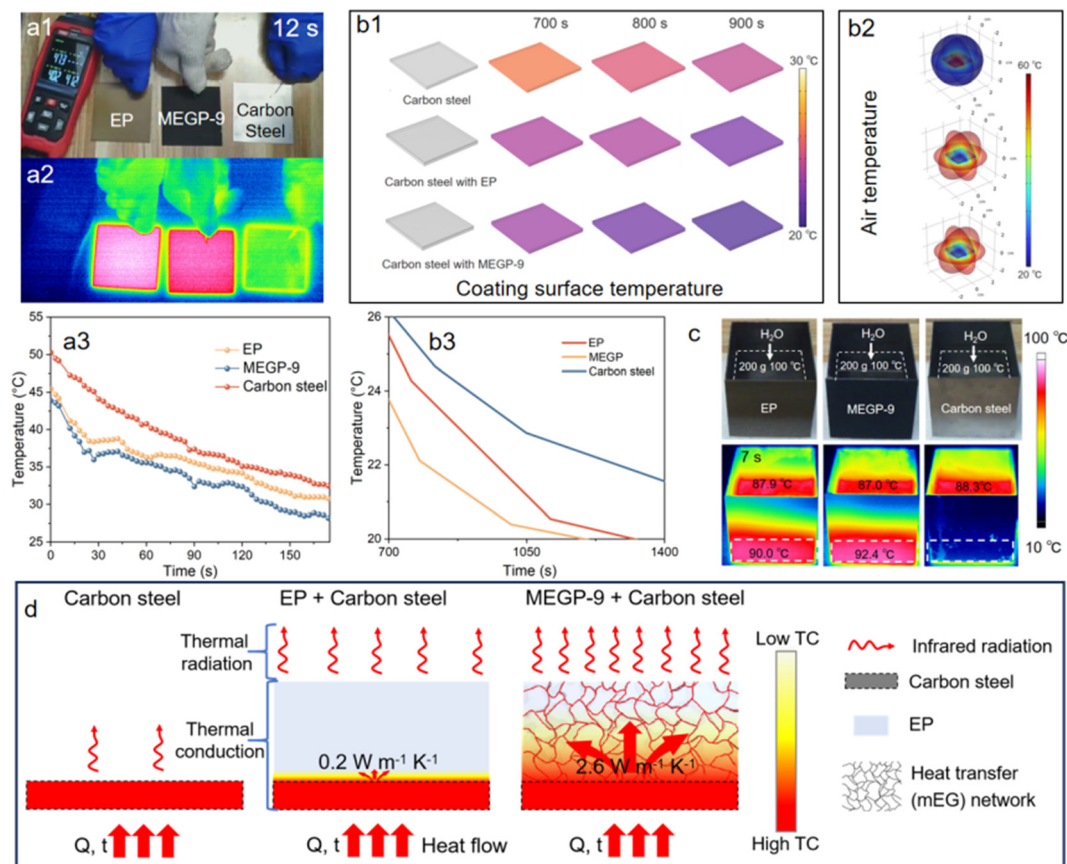 a1
12 s
EP
MEGP-9
Carbon
Steel
a2
b1
700 s
800 s
900 s
30 ℃
Carbon steel
Carbon steel with EP
Carbon steel with MEGP-9
20 ℃
Coating surface temperature
b2
60 ℃
Air temperature
20 ℃
a3
EP
MEGP-9
Carbon steel
Temperature (°C)
50
45
40
35
30
25
0
30
60
90
120
150
Time (s)
b3
EP
MEGP
Carbon steel
Temperature (°C)
26
24
22
20
700
1050
1400
Time (s)
c
H₂O
200 g 100 ℃
EP
H₂O
200 g 100 ℃
MEGP-9
H₂O
200 g 100 ℃
Carbon steel
100 ℃
7 s
87.9 ℃
87.0 ℃
88.3℃
90.0 ℃
92.4 ℃
10 ℃
d
Carbon steel
EP + Carbon steel
MEGP-9 + Carbon steel
Thermal
radiation
Thermal
conduction
0.2 W m⁻¹ K⁻¹
2.6 W m⁻¹ K⁻¹
Q, t
Q, t
Heat flow
Q, t
Low TC
High TC
Infrared radiation
Carbon steel
EP
Heat transfer
(mEG) network